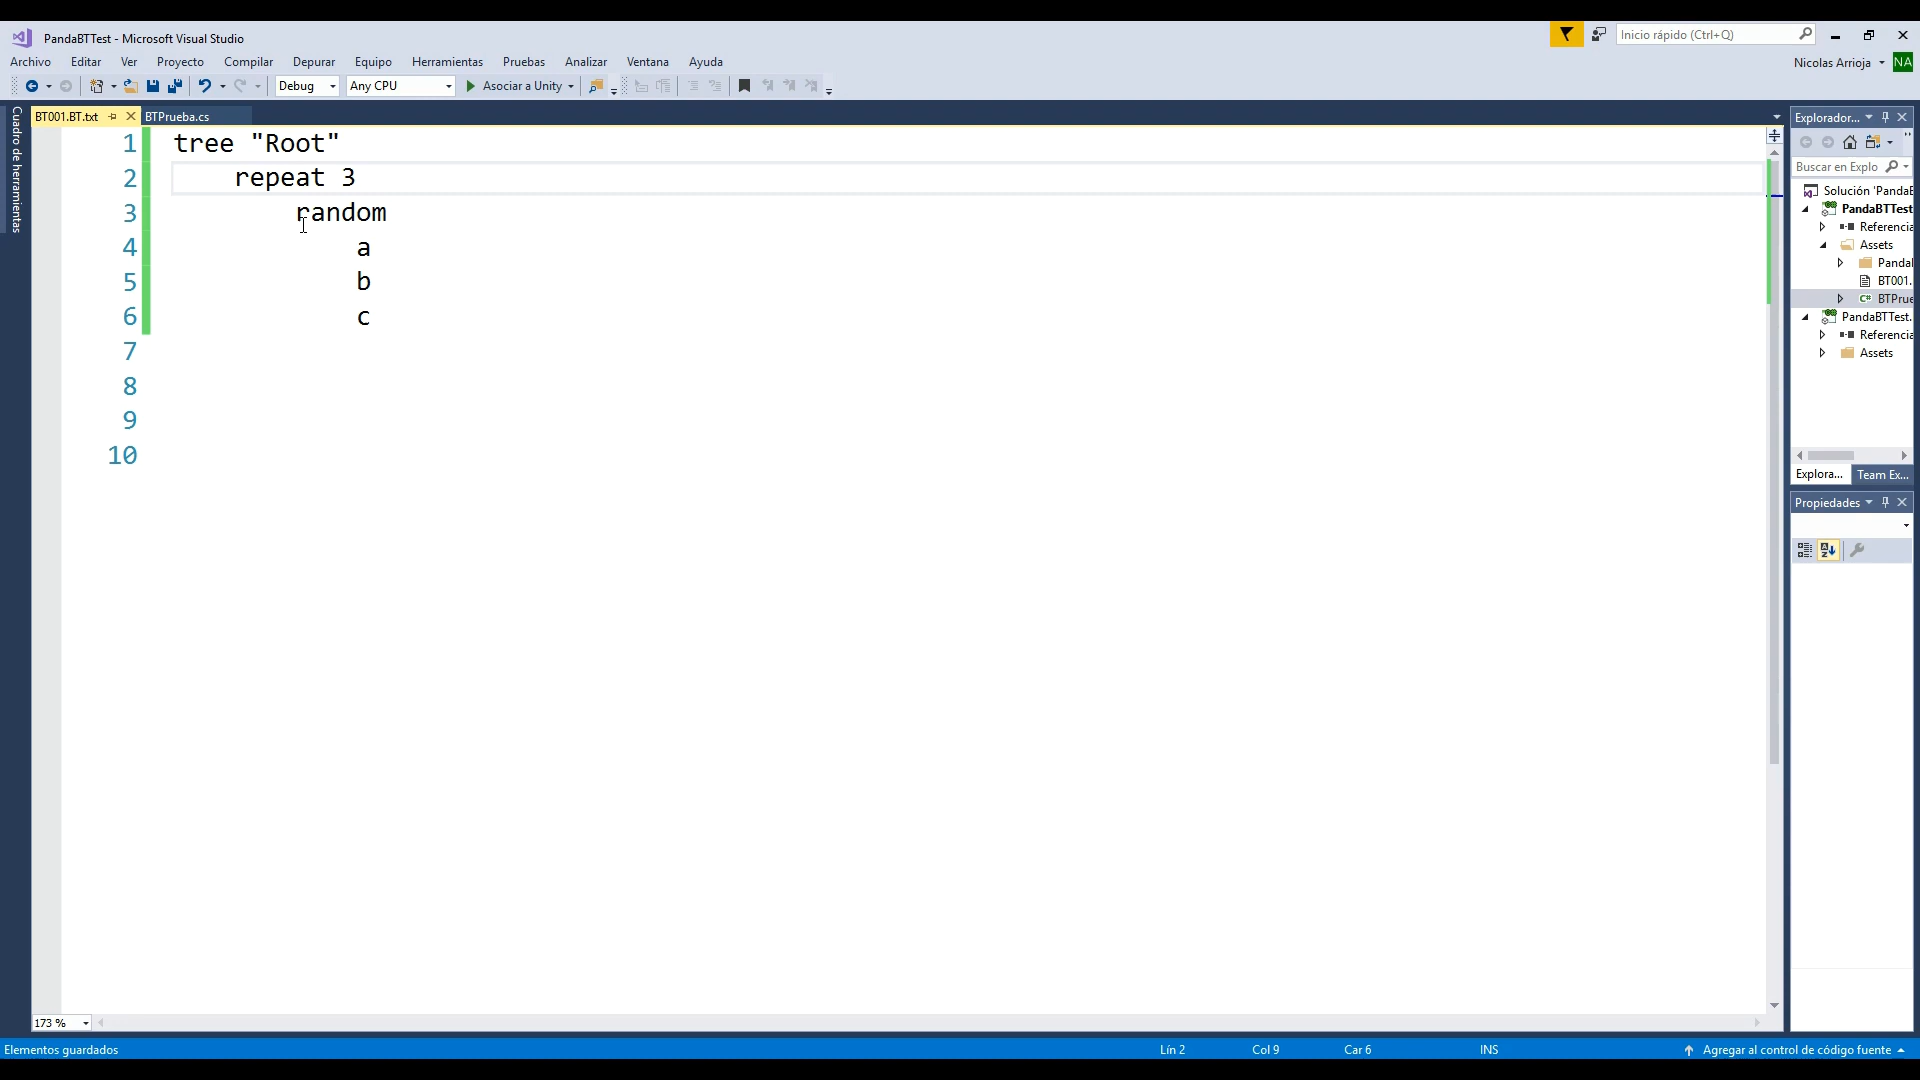 PandaBTTest - Microsoft Visual Studio
Inicio rápido (Ctrl+Q)
Archivo Editar Ver Proyecto Compilar Depurar Equipo Herramientas Pruebas Analizar Ventana Ayuda
Nicolas Arrioja NA
Debug Any CPU Asociar a Unity
Cuadro de herramientas
BT001.BT.txt BTPrueba.cs
1 tree "Root"
2 repeat 3
3 random
4 a
5 b
6 c
7
8
9
10
173 %
Explorador...
Buscar en Explo
Solución 'PandaB
PandaBTTest
Referencia
Assets
PandaB
BT001.
BTPrue
PandaBTTest.
Referencia
Assets
Explora... Team Ex...
Propiedades
Elementos guardados Lín 2 Col 9 Car 6 INS Agregar al control de código fuente